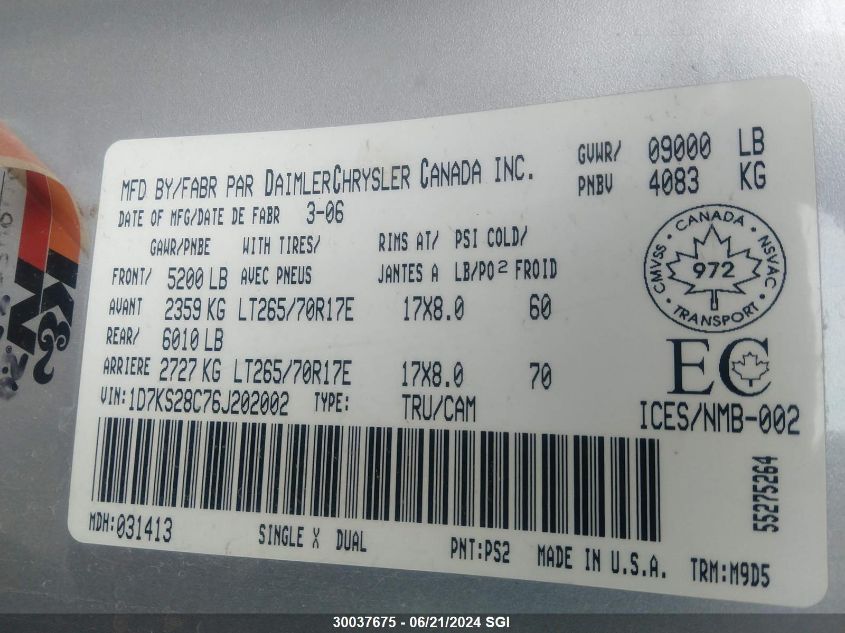 MFD BY/FABR PAR DAIMLERCHRYSLER CANADA INC.
GVWR/ 09000 LB
PNBV 4083 KG
DATE OF MFG/DATE DE FABR 3-06
GAWR/PNBE WITH TIRES/ RIMS AT/ PSI COLD/
FRONT/ 5200 LB AVEC PNEUS JANTES A LB/PO² FROID
AVANT 2359 KG LT265/70R17E 17X8.0 60
REAR/ 6010 LB
ARRIERE 2727 KG LT265/70R17E 17X8.0 70
VIN: 1D7KS28C76J202002 TYPE: TRU/CAM
CANADA
CMVSS 972 NSVAC
TRANSPORT
EC
ICES/NMB-002
55275264
MDH: 031413 SINGLE X DUAL PNT: PS2 MADE IN U.S.A. TRM: M9D5
K&N
30037675 - 06/21/2024 SGI